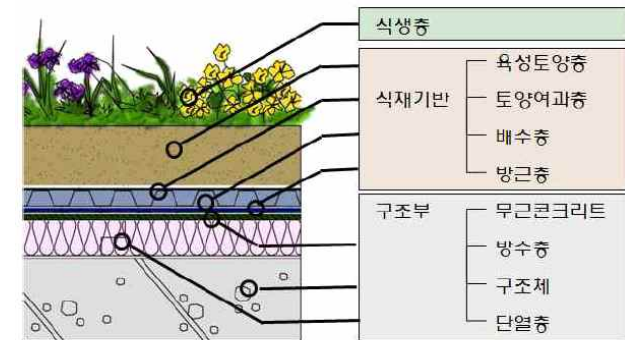 식생층
식재기반
육성토양층
토양여과층
배수층
방근층
구조부
무근콘크리트
방수층
구조체
단열층